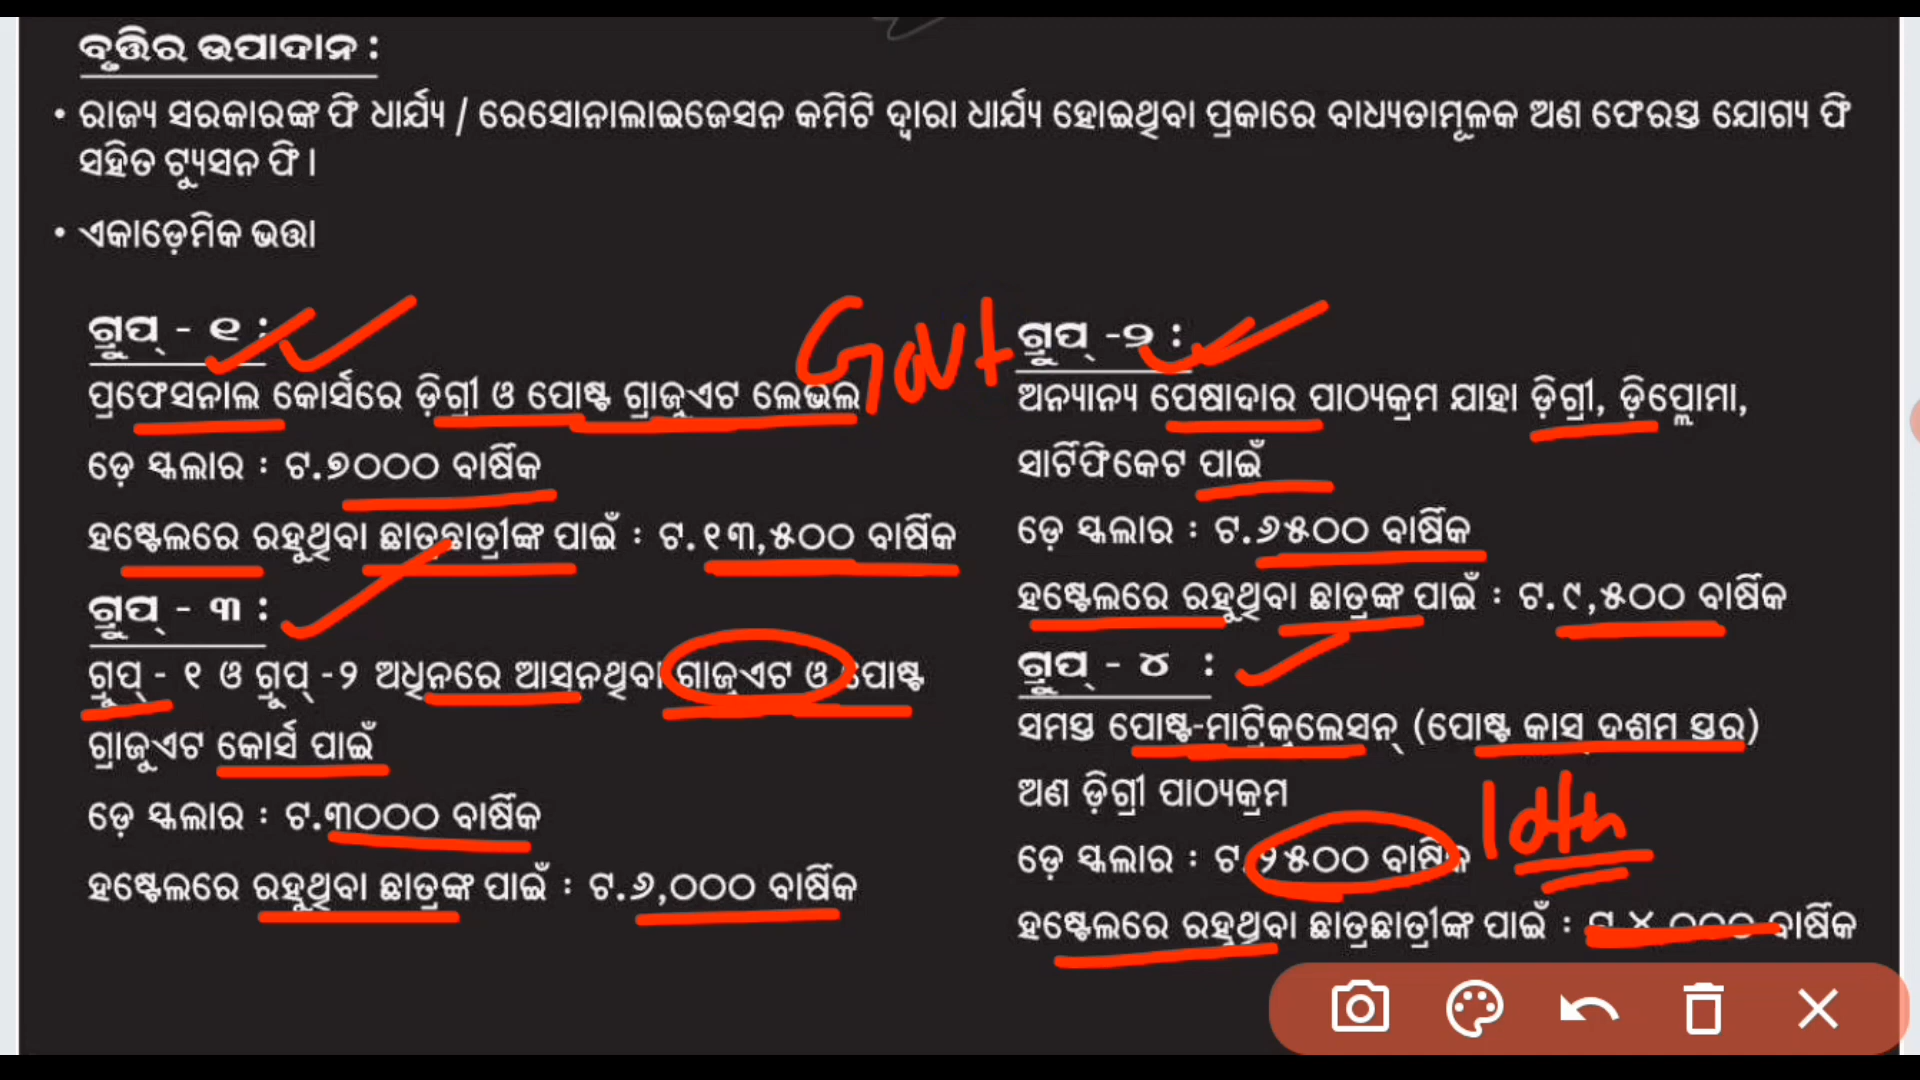 ବୃତ୍ତିର ଉପାଦାନ :
• ରାଜ୍ୟ ସରକାରଙ୍କ ଫି ଧାର୍ଯ୍ୟ / ରେସୋନାଲାଇଜେସନ କମିଟି ଦ୍ୱାରା ଧାର୍ଯ୍ୟ ହୋଇଥିବା ପ୍ରକାରେ ବାଧ୍ୟତାମୂଳକ ଅଣ ଫେରସ୍ତ ଯୋଗ୍ୟ ଫି
ସହିତ ଟ୍ୟୁସନ ଫି ।
• ଏକାଡ଼େମିକ ଭତ୍ତା
ଗ୍ରୁପ୍ - ୧ :
ପ୍ରଫେସନାଲ କୋର୍ସରେ ଡ଼ିଗ୍ରୀ ଓ ପୋଷ୍ଟ ଗ୍ରାଜୁଏଟ ଲେଭଲ
ଡ଼େ ସ୍କଲାର : ଟ.୭୦୦୦ ବାର୍ଷିକ
ହଷ୍ଟେଲରେ ରହୁଥିବା ଛାତ୍ରଛାତ୍ରୀଙ୍କ ପାଇଁ : ଟ.୧୩,୫୦୦ ବାର୍ଷିକ
Govt
ଗ୍ରୁପ୍ -୨ :
ଅନ୍ୟାନ୍ୟ ପେଷାଦାର ପାଠ୍ୟକ୍ରମ ଯାହା ଡ଼ିଗ୍ରୀ, ଡ଼ିପ୍ଲୋମା,
ସାର୍ଟିଫିକେଟ ପାଇଁ
ଡ଼େ ସ୍କଲାର : ଟ.୬୫୦୦ ବାର୍ଷିକ
ହଷ୍ଟେଲରେ ରହୁଥିବା ଛାତ୍ରଙ୍କ ପାଇଁ : ଟ.୯,୫୦୦ ବାର୍ଷିକ
ଗ୍ରୁପ୍ - ୩ :
ଗ୍ରୁପ୍ - ୧ ଓ ଗ୍ରୁପ୍ -୨ ଅଧିନରେ ଆସୁନଥିବା ଗ୍ରାଜୁଏଟ ଓ ପୋଷ୍ଟ
ଗ୍ରାଜୁଏଟ କୋର୍ସ ପାଇଁ
ଡ଼େ ସ୍କଲାର : ଟ.୩୦୦୦ ବାର୍ଷିକ
ହଷ୍ଟେଲରେ ରହୁଥିବା ଛାତ୍ରଙ୍କ ପାଇଁ : ଟ.୬,୦୦୦ ବାର୍ଷିକ
ଗ୍ରୁପ୍ - ୪ :
ସମସ୍ତ ପୋଷ୍ଟ-ମାଟ୍ରିକୁଲେସନ୍ (ପୋଷ୍ଟ କ୍ଲାସ୍ ଦଶମ ସ୍ତର)
ଅଣ ଡ଼ିଗ୍ରୀ ପାଠ୍ୟକ୍ରମ
10th
ଡ଼େ ସ୍କଲାର : ଟ.୨୫୦୦ ବାର୍ଷିକ
ହଷ୍ଟେଲରେ ରହୁଥିବା ଛାତ୍ରଛାତ୍ରୀଙ୍କ ପାଇଁ : ବାର୍ଷିକ